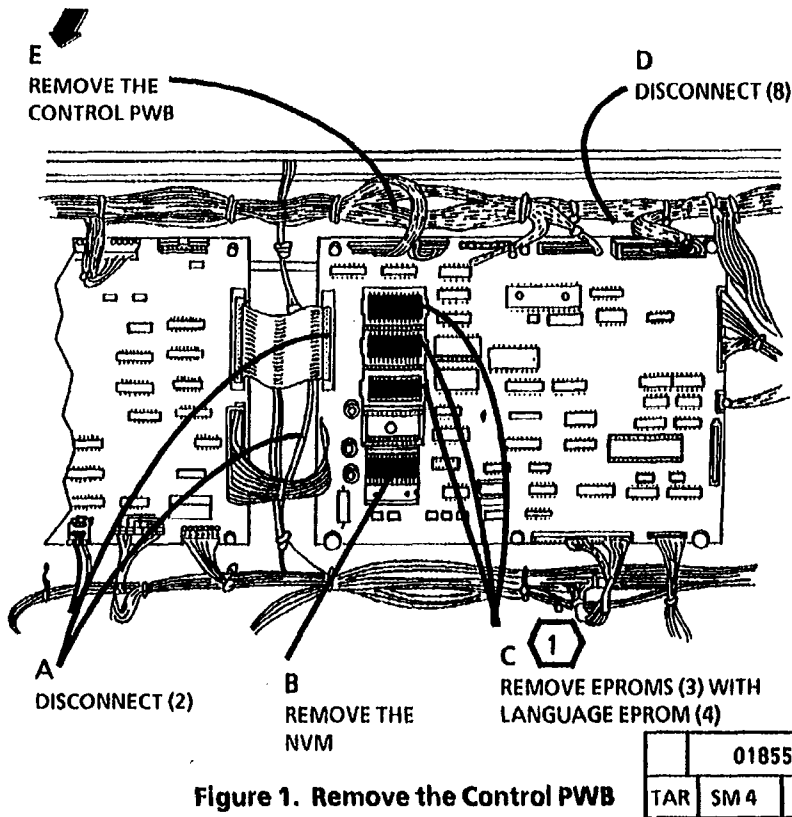 E
REMOVE THE
CONTROL PWB
D
DISCONNECT (8)
A
DISCONNECT (2)
B
REMOVE THE
NVM
C
1
REMOVE EPROMS (3) WITH
LANGUAGE EPROM (4)
01855
TAR SM 4
Figure 1. Remove the Control PWB